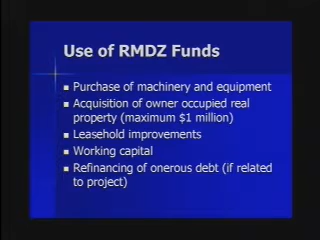 Use of RMDZ Funds
Purchase of machinery and equipment
Acquisition of owner occupied real
property (maximum $1 million)
Leasehold improvements
Working capital
Refinancing of onerous debt (if related
to project)